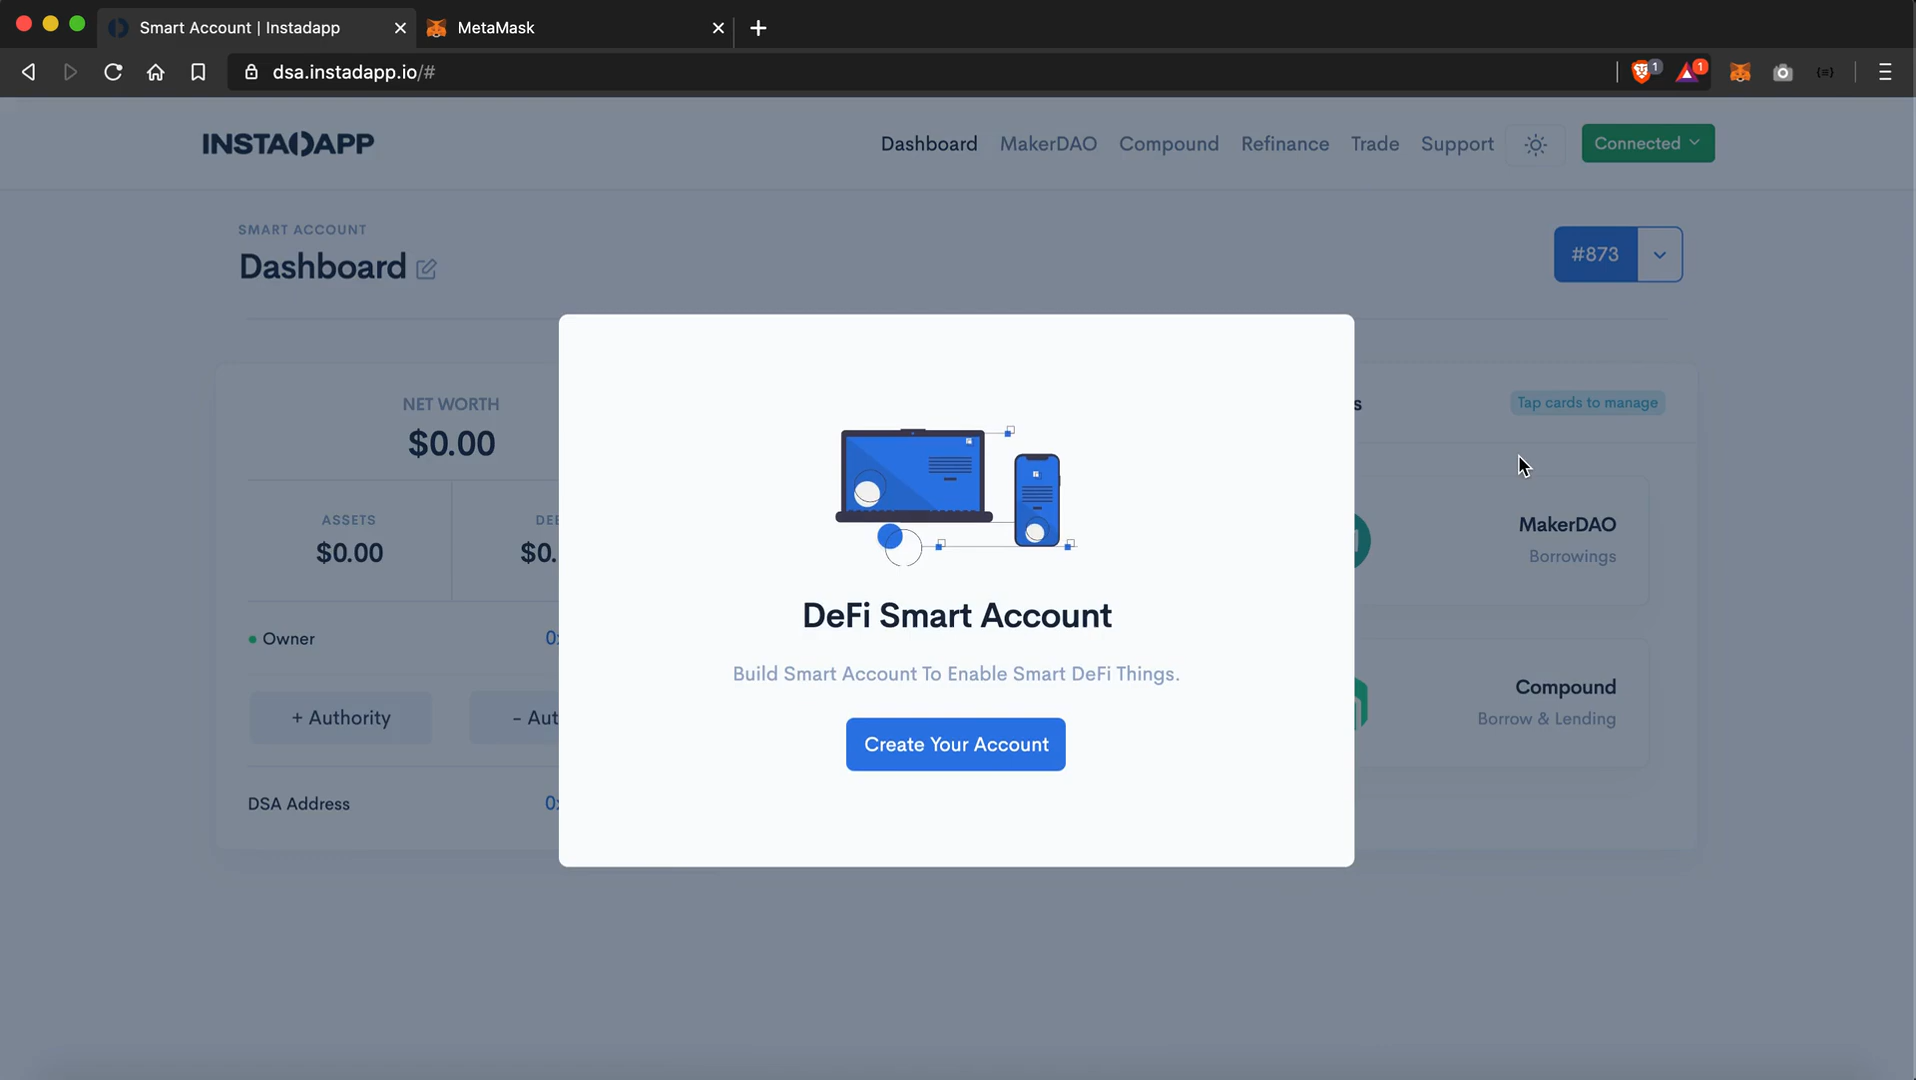 Smart Account | Instadapp
MetaMask
dsa.instadapp.io/#
1
1
INSTADAPP
Dashboard
MakerDAO
Compound
Refinance
Trade
Support
Connected
SMART ACCOUNT
Dashboard
#873
NET WORTH
$0.00
s
Tap cards to manage
ASSETS
$0.00
DE
$0.
MakerDAO
Borrowings
DeFi Smart Account
Build Smart Account To Enable Smart DeFi Things.
Create Your Account
Owner
0:
+ Authority
- Aut
Compound
Borrow & Lending
DSA Address
0: